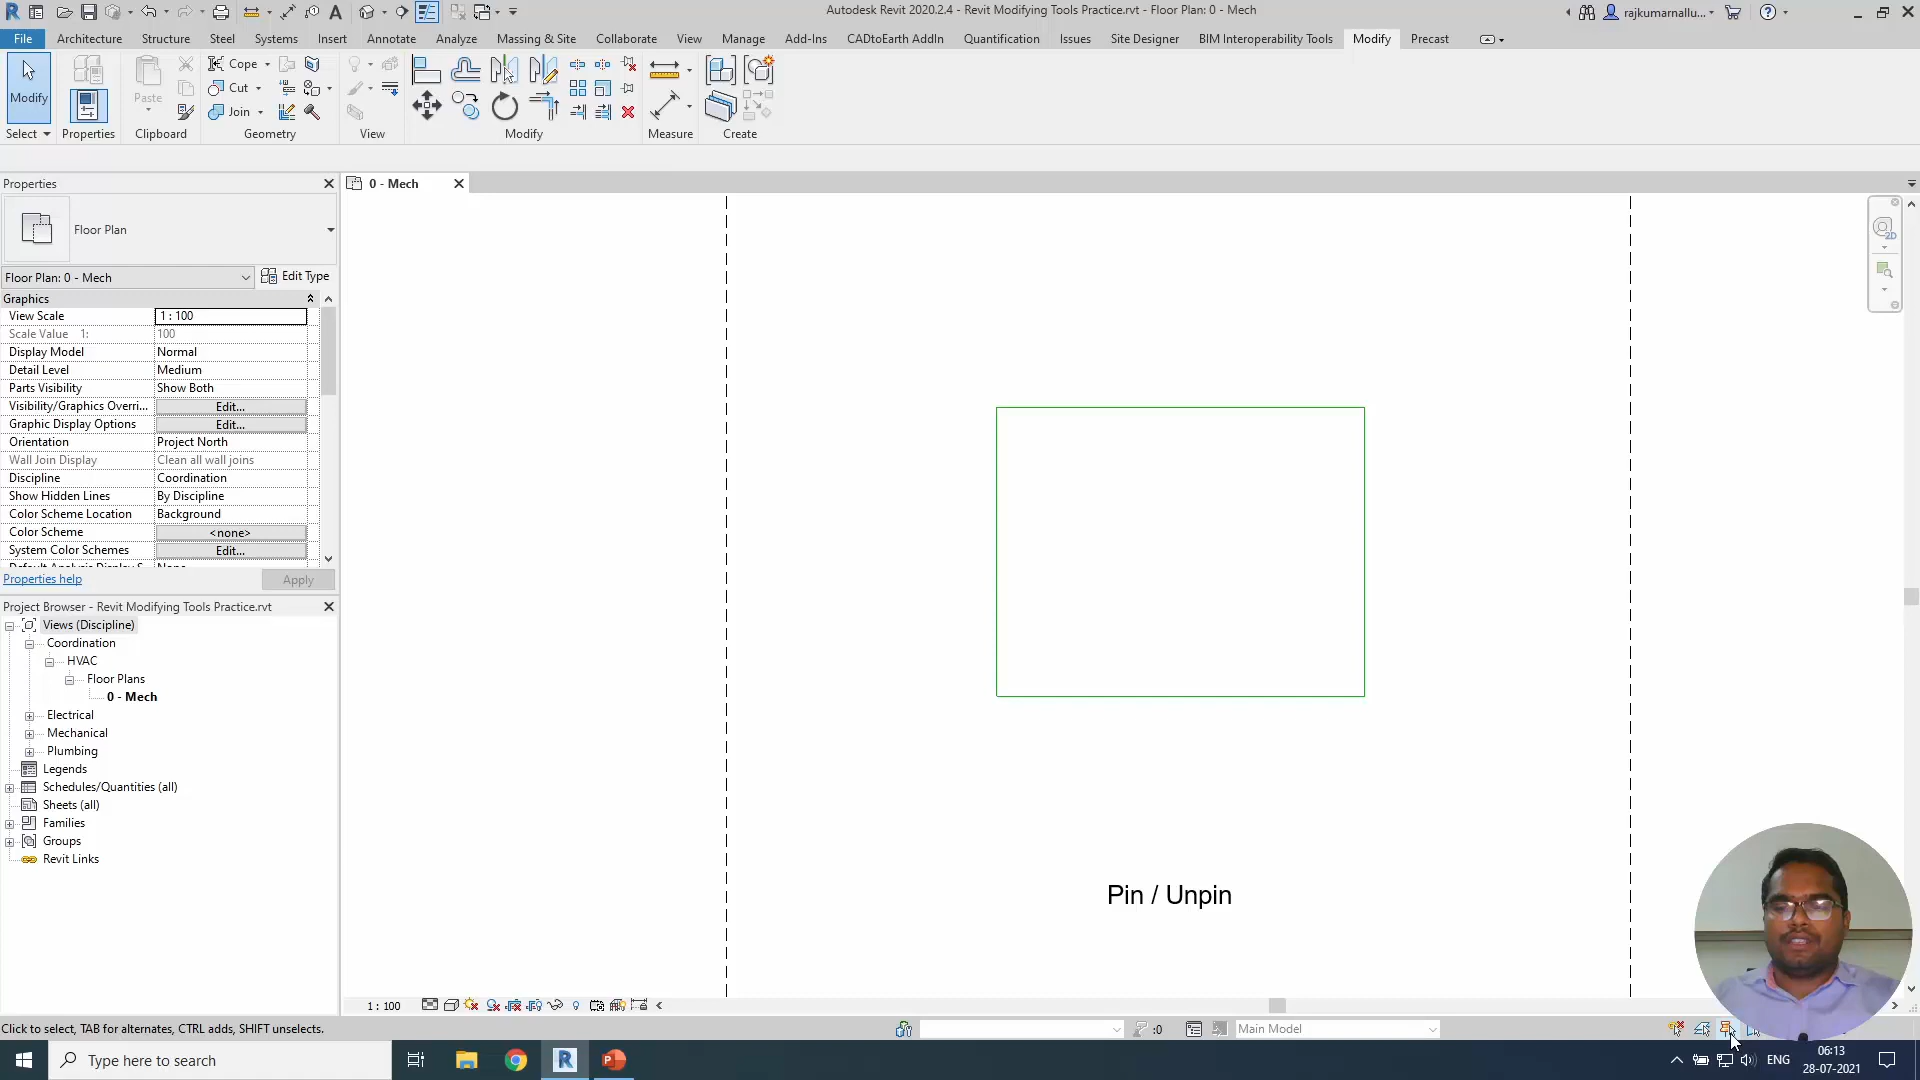 Autodesk Revit 2020.2.4 - Revit Modifying Tools Practice.rvt - Floor Plan: 0 - Mech
rajkumarnallu...
File Architecture Structure Steel Systems Insert Annotate Analyze Massing & Site Collaborate View Manage Add-Ins CADtoEarth AddIn Quantification Issues Site Designer BIM Interoperability Tools Modify Precast
Modify
Paste
Cope
Cut
Join
Select Properties Clipboard Geometry View Modify Measure Create
Properties
0 - Mech
Floor Plan
Floor Plan: 0 - Mech Edit Type
Graphics
View Scale 1 : 100
Scale Value 1: 100
Display Model Normal
Detail Level Medium
Parts Visibility Show Both
Visibility/Graphics Overri... Edit...
Graphic Display Options Edit...
Orientation Project North
Wall Join Display Clean all wall joins
Discipline Coordination
Show Hidden Lines By Discipline
Color Scheme Location Background
Color Scheme <none>
System Color Schemes Edit...
Properties help Apply
Project Browser - Revit Modifying Tools Practice.rvt
Views (Discipline)
Coordination
HVAC
Floor Plans
0 - Mech
Electrical
Mechanical
Plumbing
Legends
Schedules/Quantities (all)
Sheets (all)
Families
Groups
Revit Links
Pin / Unpin
1 : 100
Click to select, TAB for alternates, CTRL adds, SHIFT unselects.
:0
Main Model
Type here to search
ENG
06:13
28-07-2021